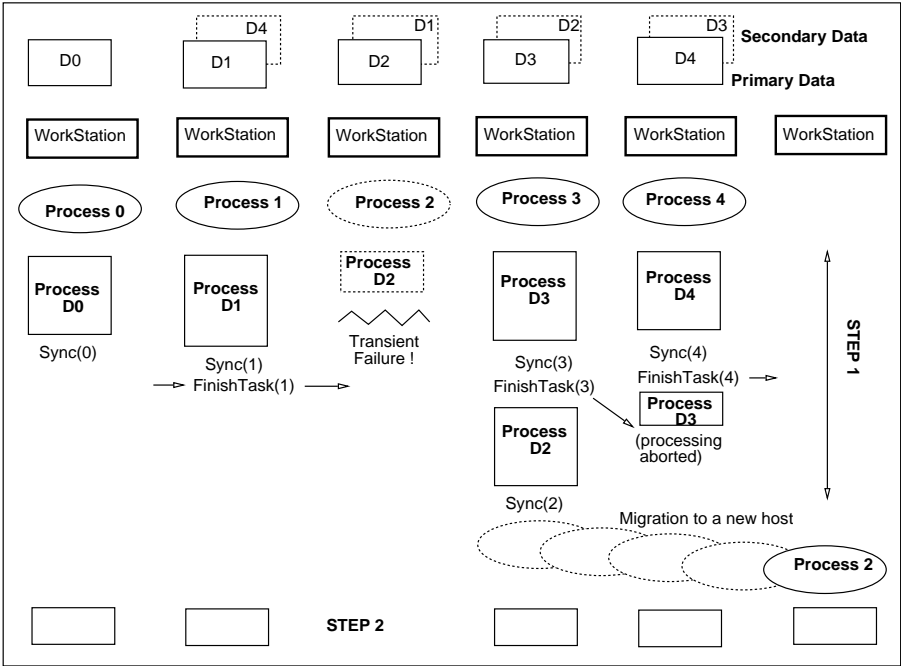 D4
D1
D2
D3
Secondary Data
D0
D1
D2
D3
D4
Primary Data
WorkStation
WorkStation
WorkStation
WorkStation
WorkStation
WorkStation
Process 0
Process 1
Process 2
Process 3
Process 4
Process
D0
Process
D1
Process
D2
Process
D3
Process
D4
STEP 1
Transient
Failure !
Sync(0)
Sync(1)
FinishTask(1)
Sync(3)
FinishTask(3)
Sync(4)
FinishTask(4)
Process
D3
(processing
aborted)
Process
D2
Sync(2)
Migration to a new host
Process 2
STEP 2